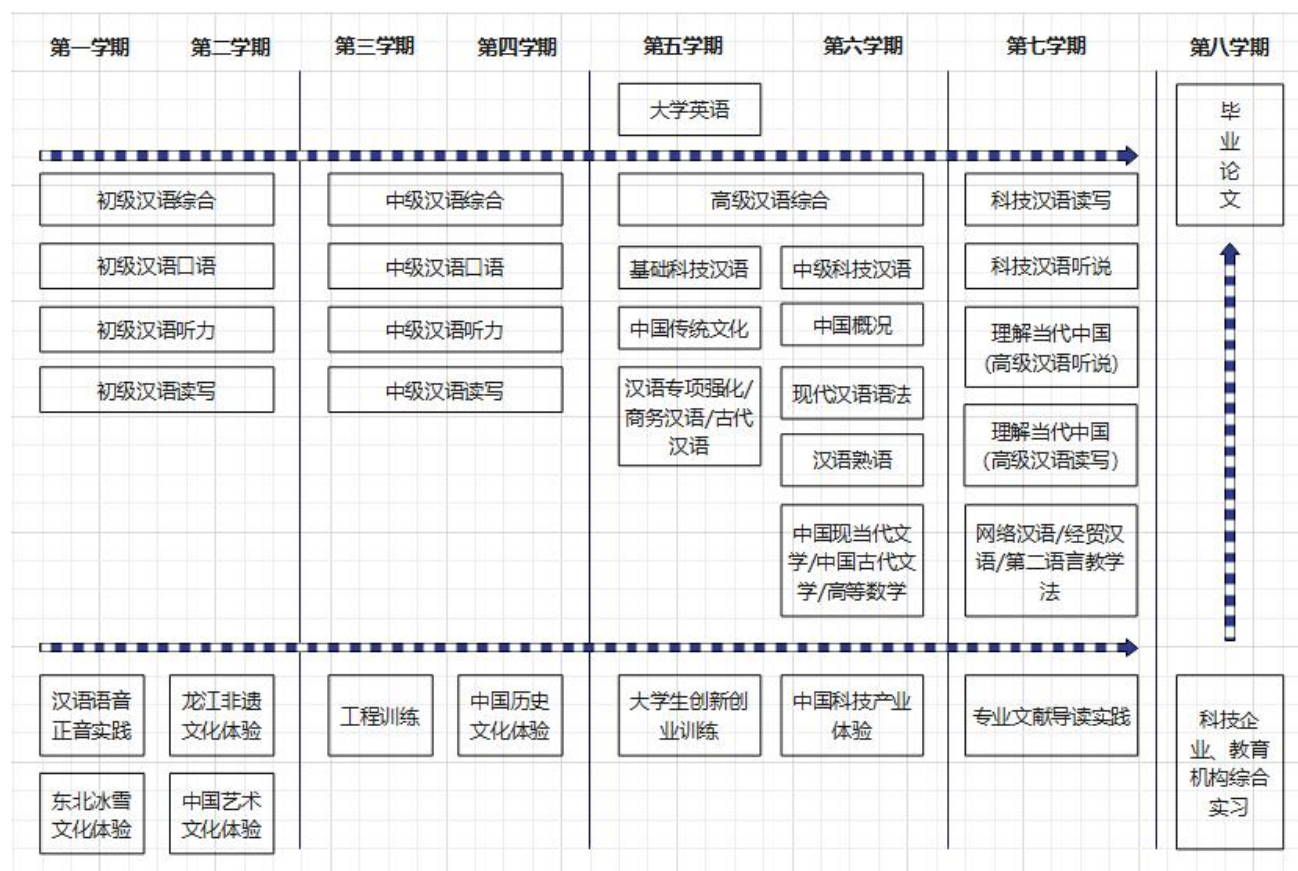 第一学期
第二学期
第三学期
第四学期
第五学期
第六学期
第七学期
第八学期
大学英语
毕
业
论
文
初级汉语综合
中级汉语综合
高级汉语综合
科技汉语读写
初级汉语口语
中级汉语口语
基础科技汉语
中级科技汉语
科技汉语听说
初级汉语听力
中级汉语听力
中国传统文化
中国概况
理解当代中国
(高级汉语听说)
初级汉语读写
中级汉语读写
汉语专项强化/
商务汉语/古代
汉语
现代汉语语法
理解当代中国
(高级汉语读写)
汉语熟语
中国现当代文
学/中国古代文
学/高等数学
网络汉语/经贸汉
语/第二语言教学
法
汉语语音
正音实践
龙江非遗
文化体验
工程训练
中国历史
文化体验
大学生创新创
业训练
中国科技产业
体验
专业文献导读实践
科技企
业、教育
机构综合
实习
东北冰雪
文化体验
中国艺术
文化体验